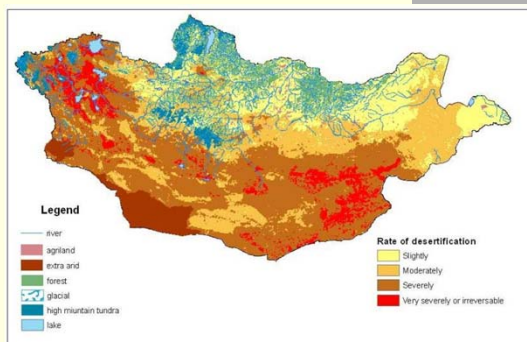 Legend
river
agriland
extra arid
forest
glacial
high miuntain tundra
lake
Rate of desertification
Slightly
Moderately
Severely
Very severely or irreversable